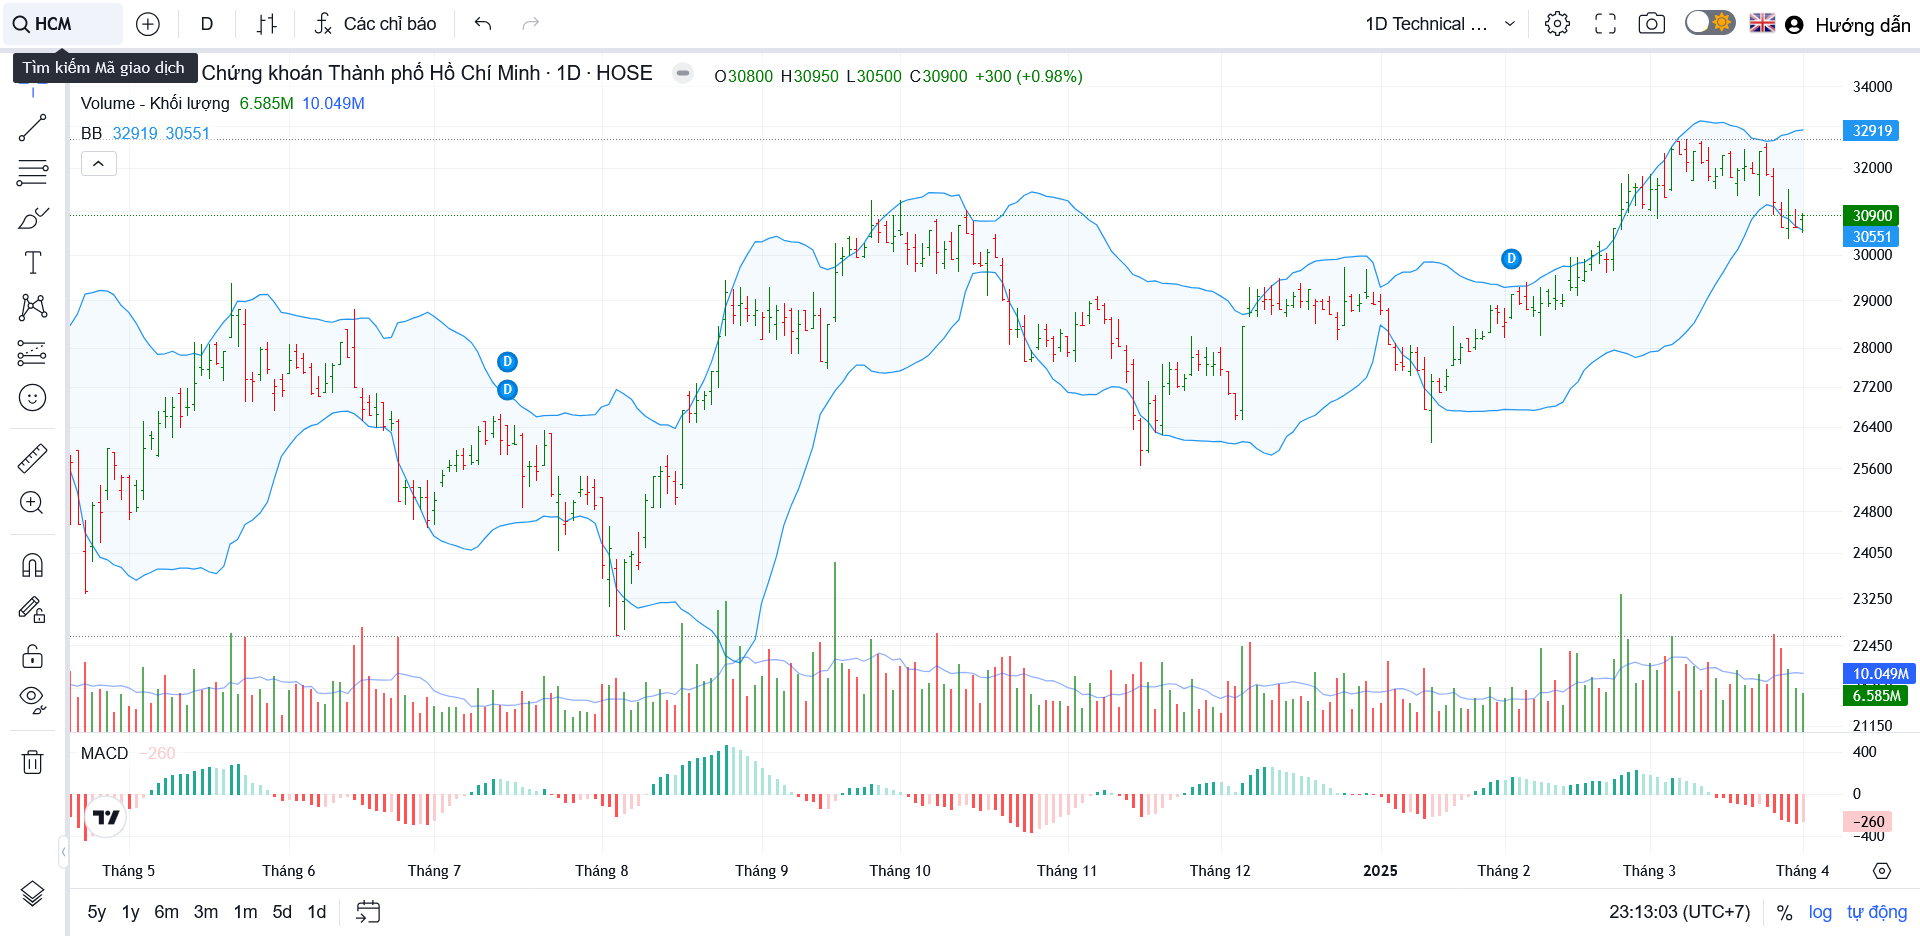 HCM D Các chỉ báo 1D Technical ... Hướng dẫn
Tìm kiếm Mã giao dịch
Chứng khoán Thành phố Hồ Chí Minh · 1D · HOSE O30800 H30950 L30500 C30900 +300 (+0.98%)
Volume - Khối lượng 6.585M 10.049M
BB 32919 30551
34000
32919
32000
30900
30551
30000
29000
28000
27200
26400
25600
24800
24050
23250
22450
10.049M
6.585M
21150
D
D
D
MACD −260
400
0
−260
−400
Tháng 5 Tháng 6 Tháng 7 Tháng 8 Tháng 9 Tháng 10 Tháng 11 Tháng 12 2025 Tháng 2 Tháng 3 Tháng 4
5y 1y 6m 3m 1m 5d 1d 23:13:03 (UTC+7) % log tự động